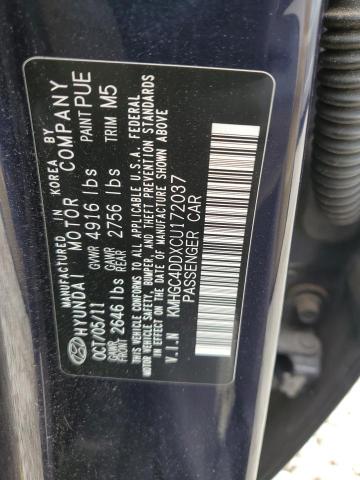 MANUFACTURED IN KOREA BY
HYUNDAI MOTOR COMPANY
OCT/05/11 GVWR 4916 lbs PAINT PUE
GAWR FRONT 2646 lbs GAWR REAR 2756 lbs TRIM M5
THIS VEHICLE CONFORMS TO ALL APPLICABLE U.S.A. FEDERAL
MOTOR VEHICLE SAFETY, BUMPER, AND THEFT PREVENTION STANDARDS
IN EFFECT ON THE DATE OF MANUFACTURE SHOWN ABOVE
V.I.N KMHGC4DDXCU172037
PASSENGER CAR